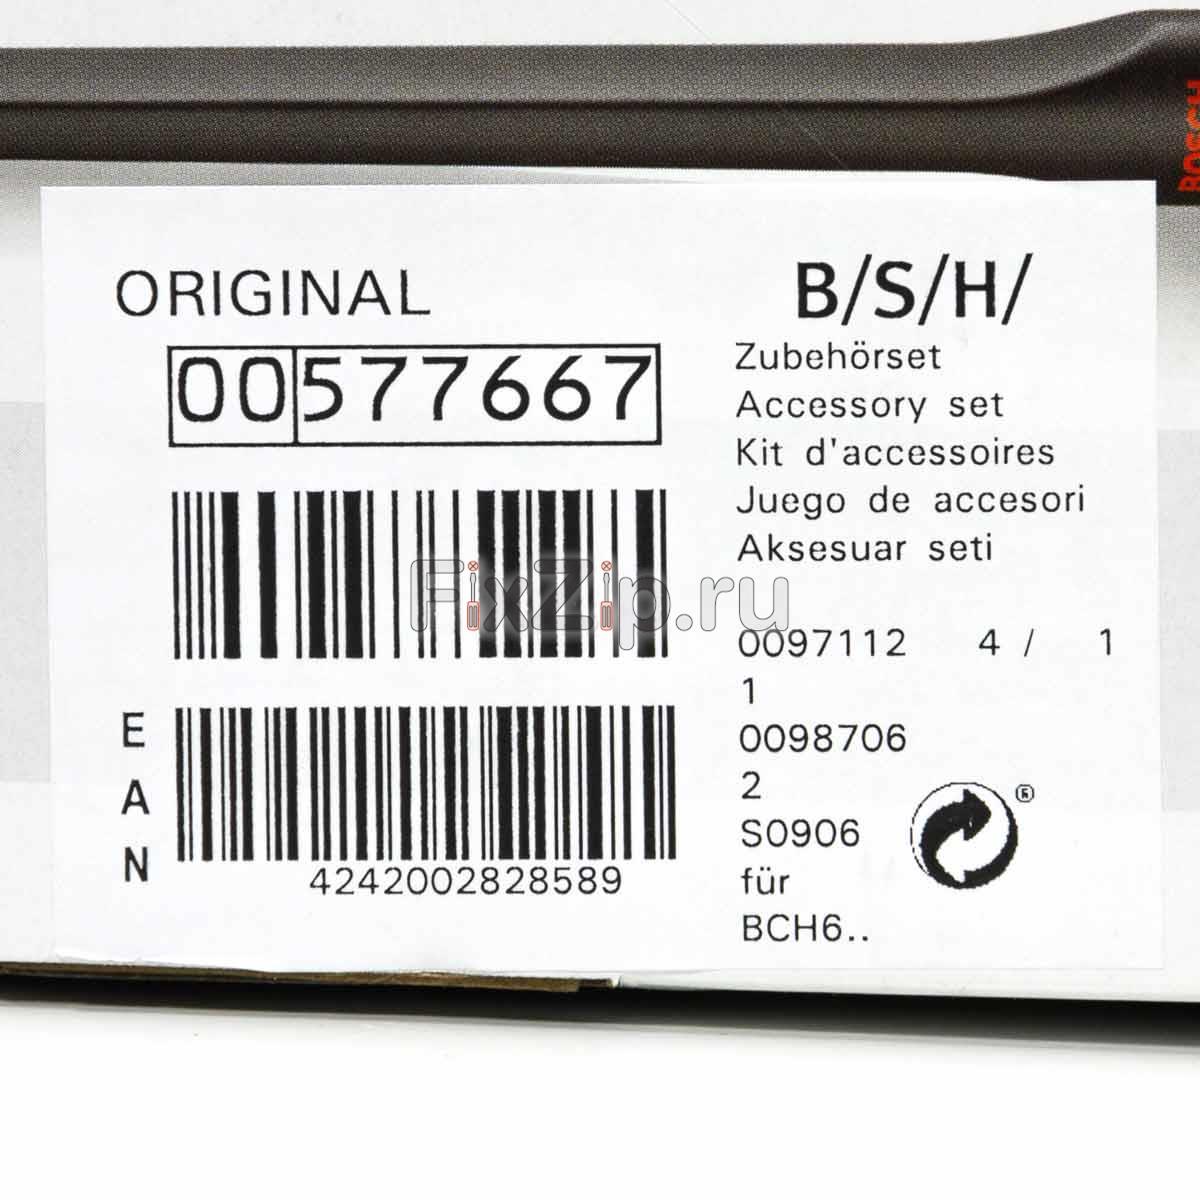 BOSCH
ORIGINAL
B/S/H/
00577667
Zubehörset
Accessory set
Kit d'accessoires
Juego de accesori
Aksesuar seti
FixZip.ru
0097112 4 / 1
1
0098706
2
S0906
für
BCH6..
®
EAN
4242002828589